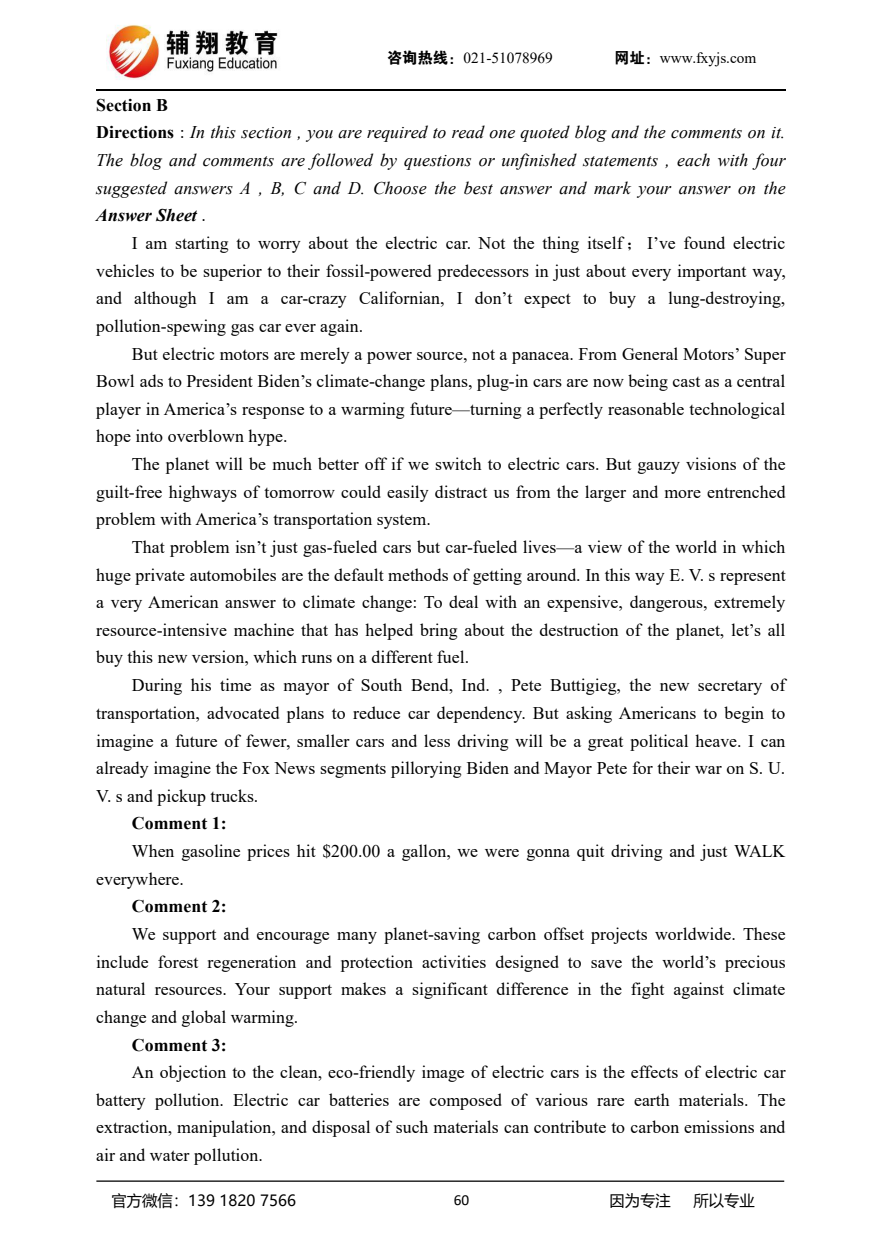 辅翔教育
Fuxiang Education
咨询热线：021-51078969 网址：www.fxyjs.com
Section B
Directions : In this section , you are required to read one quoted blog and the comments on it.
The blog and comments are followed by questions or unfinished statements , each with four
suggested answers A , B, C and D. Choose the best answer and mark your answer on the
Answer Sheet .
I am starting to worry about the electric car. Not the thing itself； I’ve found electric
vehicles to be superior to their fossil-powered predecessors in just about every important way,
and although I am a car-crazy Californian, I don’t expect to buy a lung-destroying,
pollution-spewing gas car ever again.
But electric motors are merely a power source, not a panacea. From General Motors’ Super
Bowl ads to President Biden’s climate-change plans, plug-in cars are now being cast as a central
player in America’s response to a warming future—turning a perfectly reasonable technological
hope into overblown hype.
The planet will be much better off if we switch to electric cars. But gauzy visions of the
guilt-free highways of tomorrow could easily distract us from the larger and more entrenched
problem with America’s transportation system.
That problem isn’t just gas-fueled cars but car-fueled lives—a view of the world in which
huge private automobiles are the default methods of getting around. In this way E. V. s represent
a very American answer to climate change: To deal with an expensive, dangerous, extremely
resource-intensive machine that has helped bring about the destruction of the planet, let’s all
buy this new version, which runs on a different fuel.
During his time as mayor of South Bend, Ind. , Pete Buttigieg, the new secretary of
transportation, advocated plans to reduce car dependency. But asking Americans to begin to
imagine a future of fewer, smaller cars and less driving will be a great political heave. I can
already imagine the Fox News segments pillorying Biden and Mayor Pete for their war on S. U.
V. s and pickup trucks.
Comment 1:
When gasoline prices hit $200.00 a gallon, we were gonna quit driving and just WALK
everywhere.
Comment 2:
We support and encourage many planet-saving carbon offset projects worldwide. These
include forest regeneration and protection activities designed to save the world’s precious
natural resources. Your support makes a significant difference in the fight against climate
change and global warming.
Comment 3:
An objection to the clean, eco-friendly image of electric cars is the effects of electric car
battery pollution. Electric car batteries are composed of various rare earth materials. The
extraction, manipulation, and disposal of such materials can contribute to carbon emissions and
air and water pollution.
官方微信：139 1820 7566 60 因为专注 所以专业